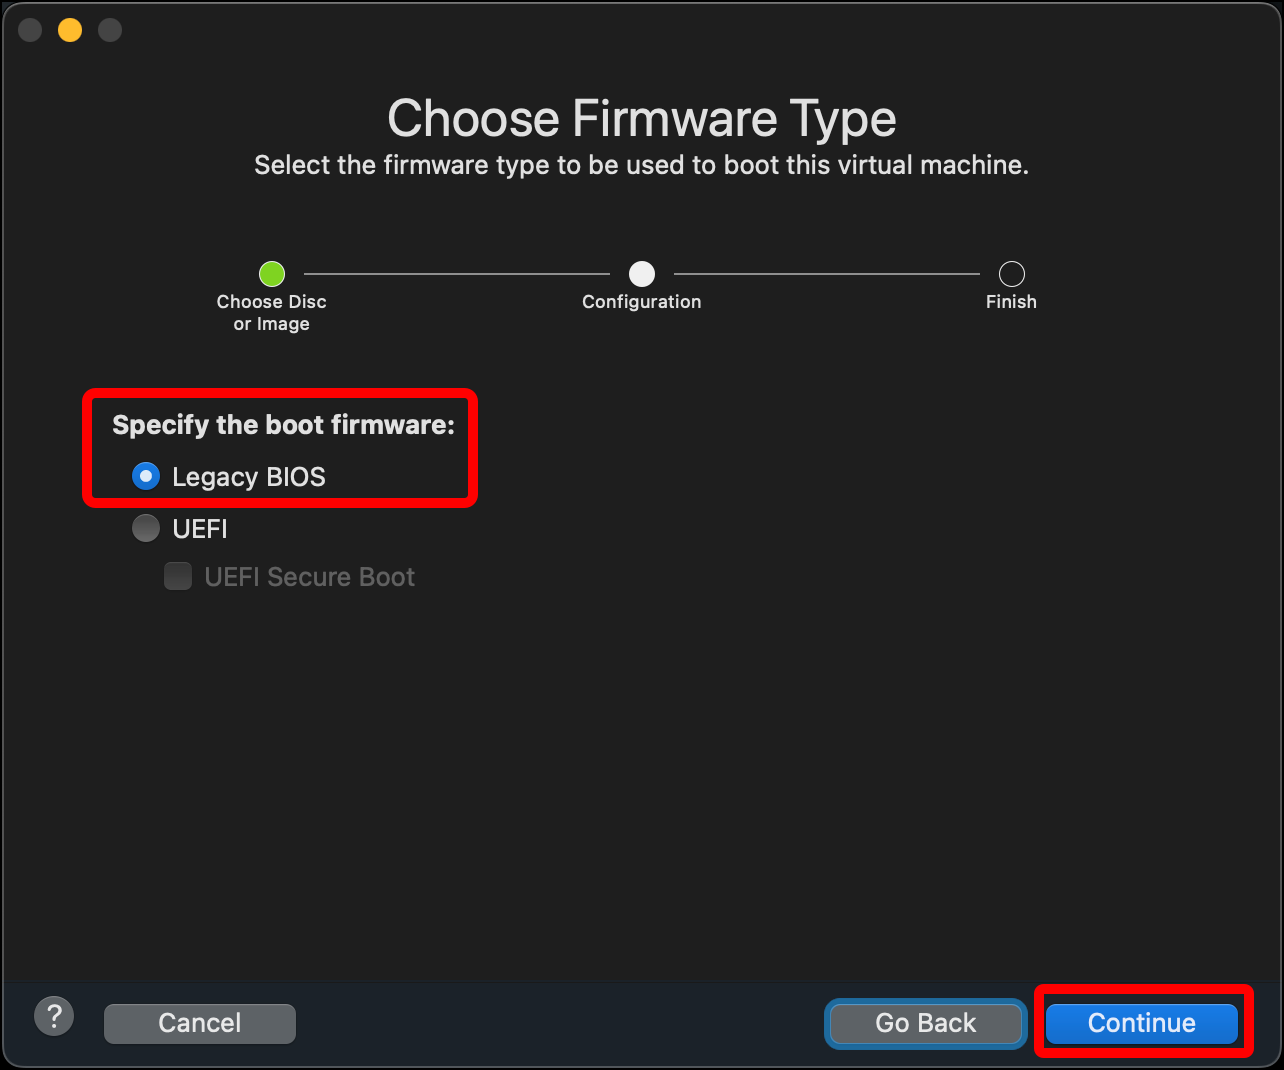 Choose Firmware Type
Select the firmware type to be used to boot this virtual machine.
Choose Disc
or Image
Configuration
Finish
Specify the boot firmware:
Legacy BIOS
UEFI
UEFI Secure Boot
?
Cancel
Go Back
Continue